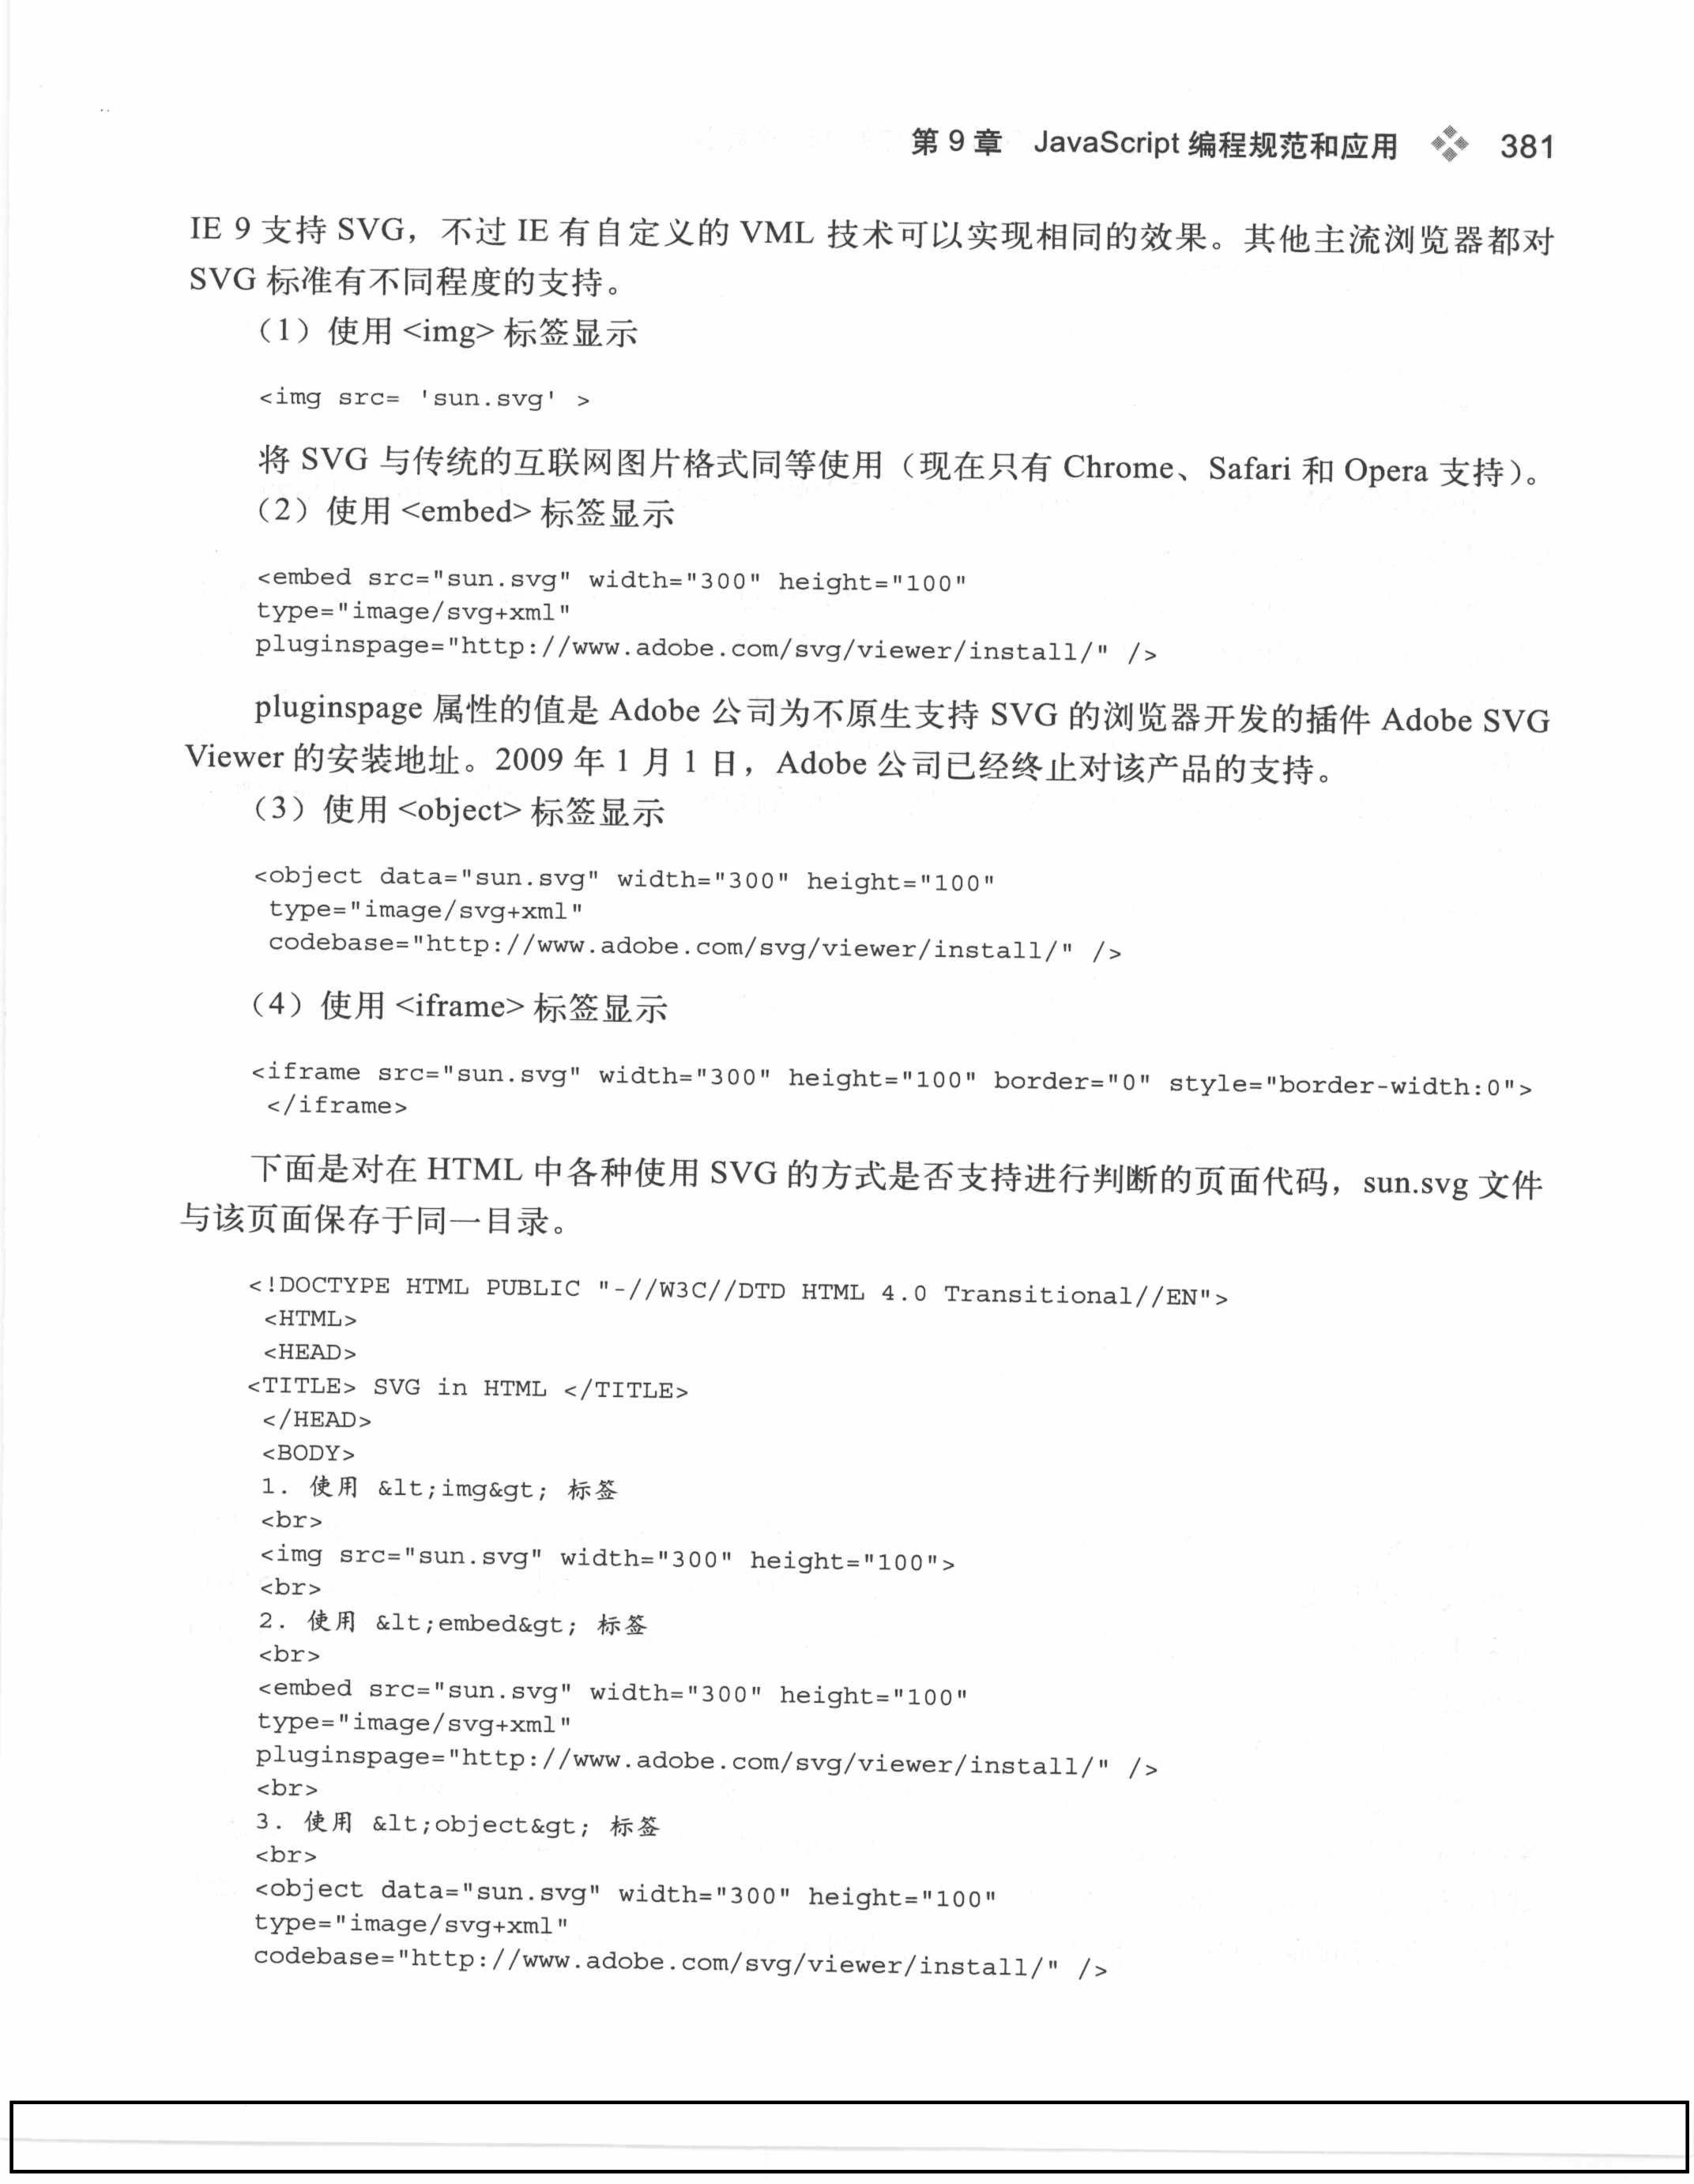 第 9 章 JavaScript 编程规范和应用 381
IE 9 支持 SVG，不过 IE 有自定义的 VML 技术可以实现相同的效果。其他主流浏览器都对
SVG 标准有不同程度的支持。
（1）使用 <img> 标签显示
<img src= 'sun.svg' >
将 SVG 与传统的互联网图片格式同等使用（现在只有 Chrome、Safari 和 Opera 支持）。
（2）使用 <embed> 标签显示
<embed src="sun.svg" width="300" height="100"
type="image/svg+xml"
pluginspage="http://www.adobe.com/svg/viewer/install/" />
pluginspage 属性的值是 Adobe 公司为不原生支持 SVG 的浏览器开发的插件 Adobe SVG
Viewer 的安装地址。2009 年 1 月 1 日，Adobe 公司已经终止对该产品的支持。
（3）使用 <object> 标签显示
<object data="sun.svg" width="300" height="100"
type="image/svg+xml"
codebase="http://www.adobe.com/svg/viewer/install/" />
（4）使用 <iframe> 标签显示
<iframe src="sun.svg" width="300" height="100" border="0" style="border-width:0">
</iframe>
下面是对在 HTML 中各种使用 SVG 的方式是否支持进行判断的页面代码，sun.svg 文件
与该页面保存于同一目录。
<!DOCTYPE HTML PUBLIC "-//W3C//DTD HTML 4.0 Transitional//EN">
<HTML>
<HEAD>
<TITLE> SVG in HTML </TITLE>
</HEAD>
<BODY>
1. 使用 &lt;img&gt; 标签
<br>
<img src="sun.svg" width="300" height="100">
<br>
2. 使用 &lt;embed&gt; 标签
<br>
<embed src="sun.svg" width="300" height="100"
type="image/svg+xml"
pluginspage="http://www.adobe.com/svg/viewer/install/" />
<br>
3. 使用 &lt;object&gt; 标签
<br>
<object data="sun.svg" width="300" height="100"
type="image/svg+xml"
codebase="http://www.adobe.com/svg/viewer/install/" />